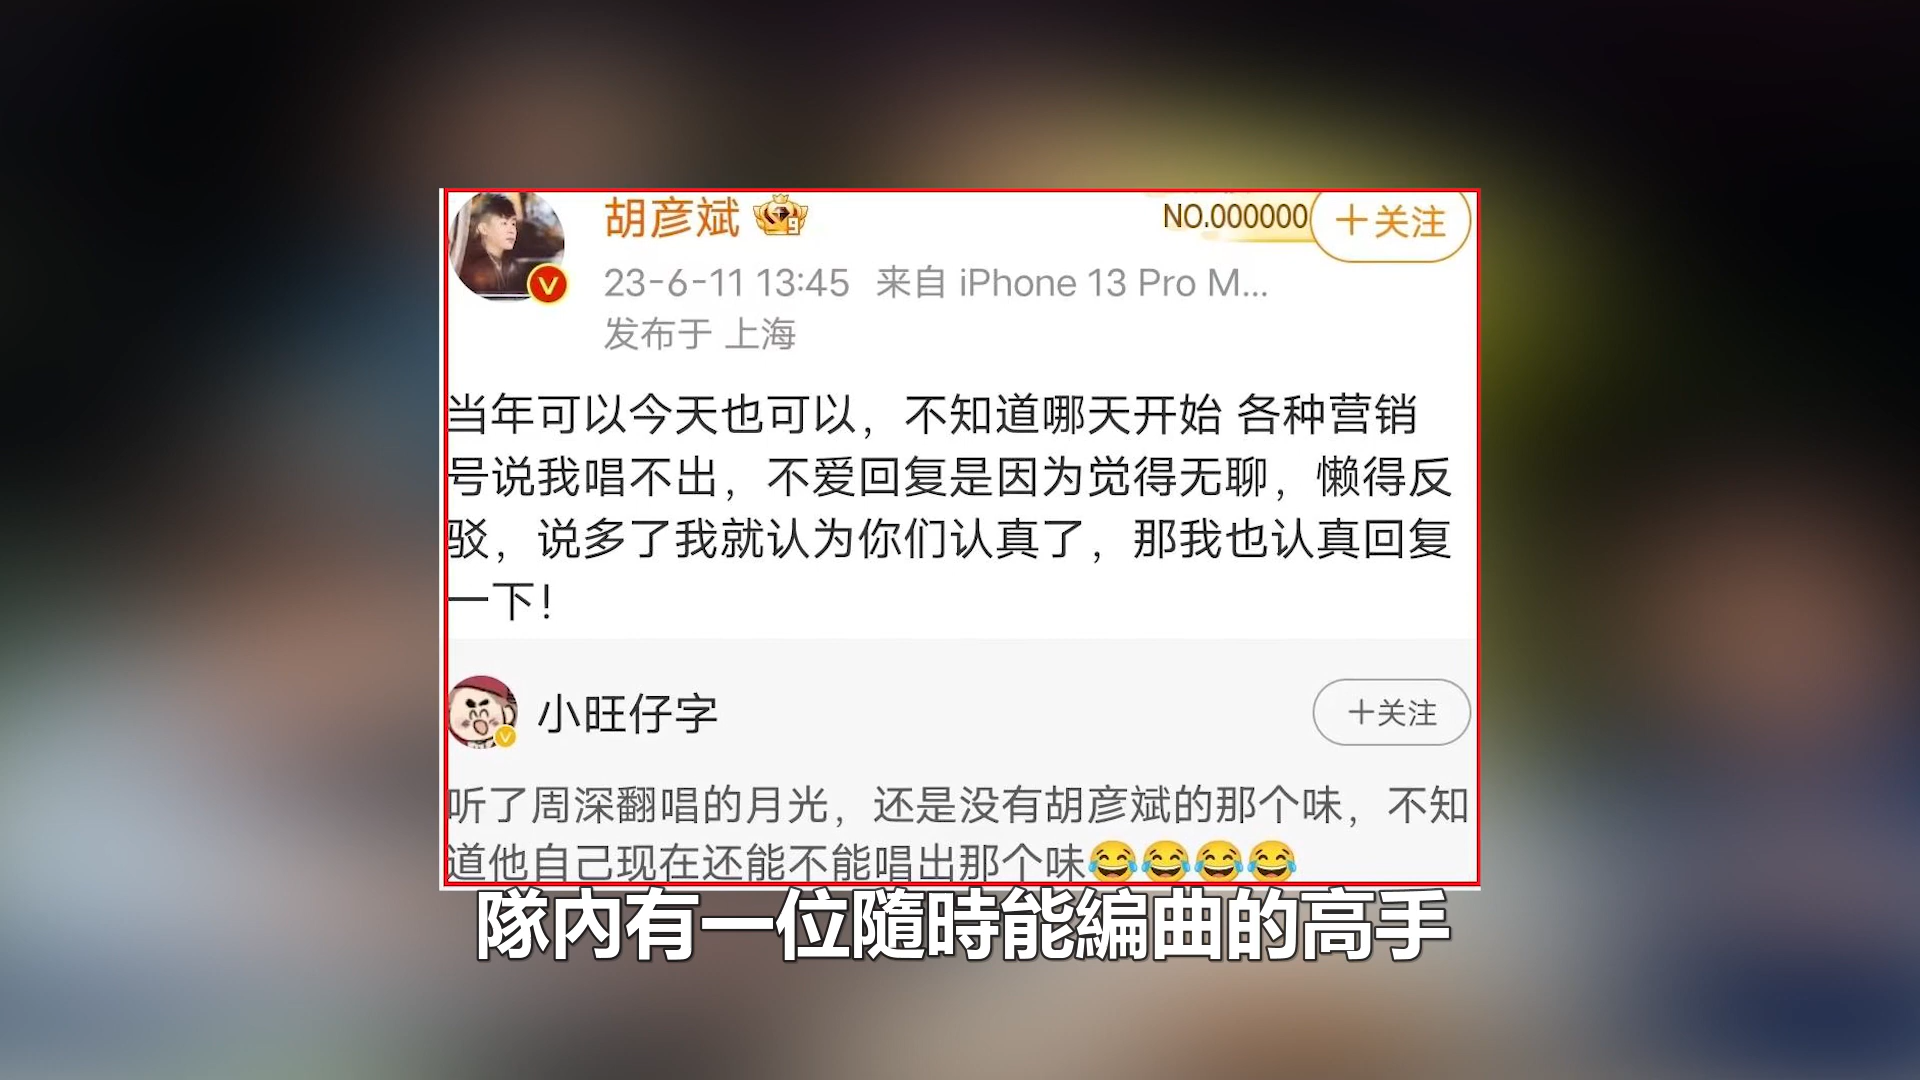 胡彦斌
9
NO.000000
＋关注
V
23-6-11 13:45 来自 iPhone 13 Pro M...
发布于 上海
当年可以今天也可以，不知道哪天开始 各种营销
号说我唱不出，不爱回复是因为觉得无聊，懒得反
驳，说多了我就认为你们认真了，那我也认真回复
一下！
小旺仔字
＋关注
V
听了周深翻唱的月光，还是没有胡彦斌的那个味，不知
道他自己现在还能不能唱出那个味😂😂😂😂
隊內有一位隨時能編曲的高手